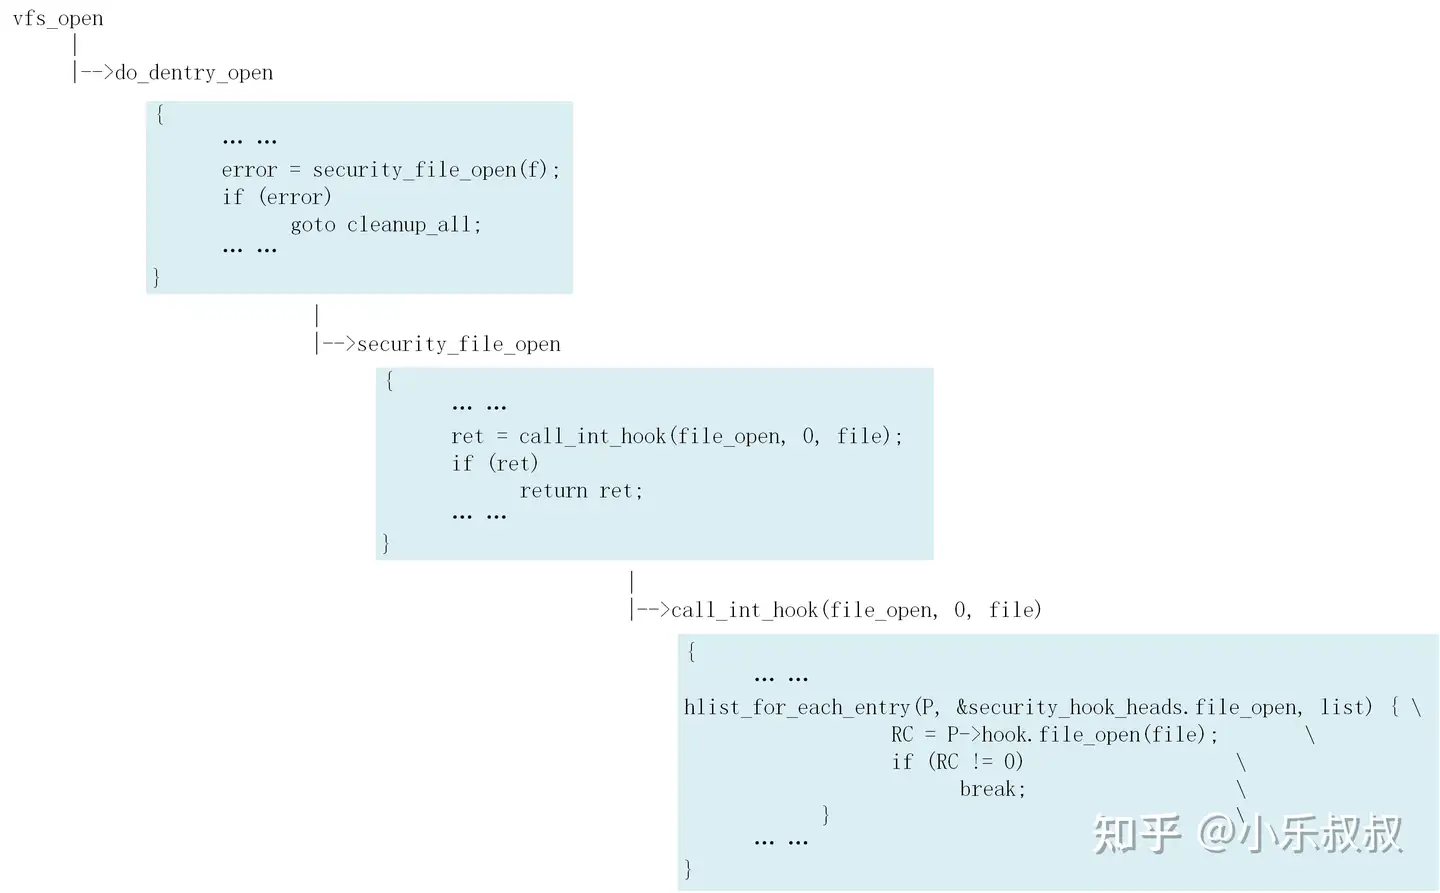 vfs_open
|
|-->do_dentry_open
{
… …
error = security_file_open(f);
if (error)
goto cleanup_all;
… …
}
|
|-->security_file_open
{
… …
ret = call_int_hook(file_open, 0, file);
if (ret)
return ret;
… …
}
|
|-->call_int_hook(file_open, 0, file)
{
… …
hlist_for_each_entry(P, &security_hook_heads.file_open, list) { \
RC = P->hook.file_open(file); \
if (RC != 0) \
break; \
} \
… …
}
知乎 @小乐叔叔